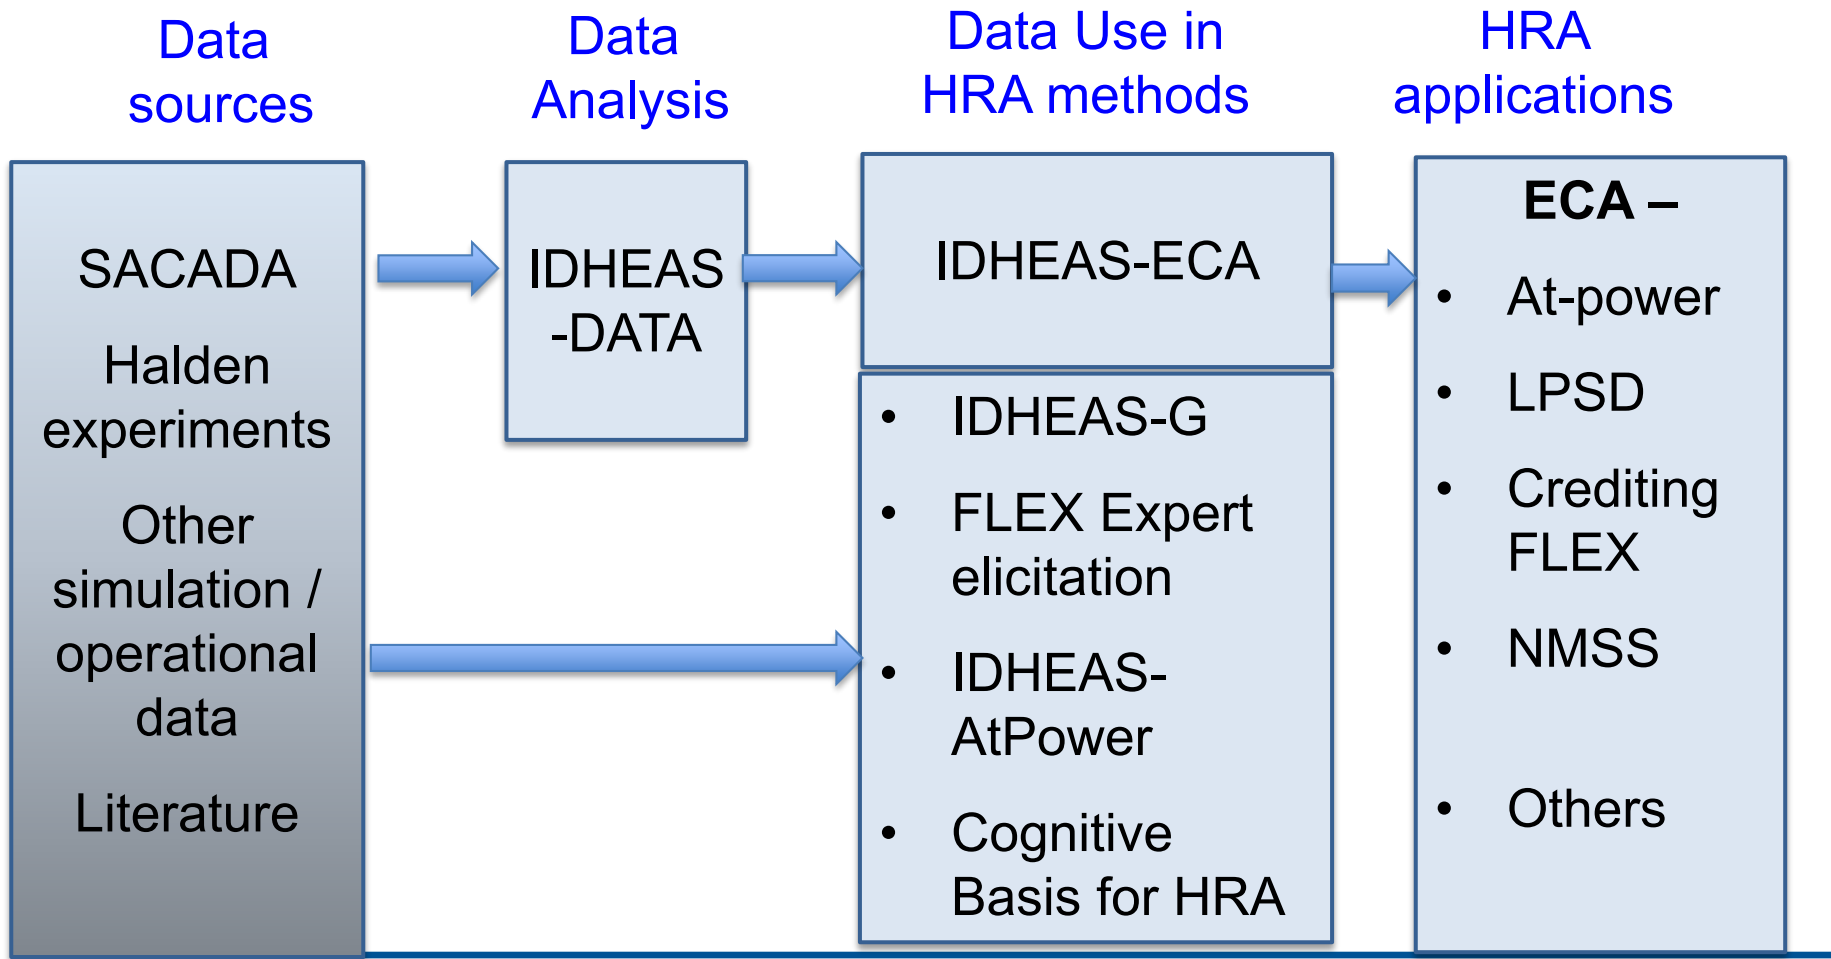 Data
sources
Data
Analysis
Data Use in
HRA methods
HRA
applications
SACADA
Halden
experiments
Other
simulation /
operational
data
Literature
IDHEAS
-DATA
IDHEAS-ECA
• IDHEAS-G
• FLEX Expert
elicitation
• IDHEAS-
AtPower
• Cognitive
Basis for HRA
ECA –
• At-power
• LPSD
• Crediting
FLEX
• NMSS
• Others